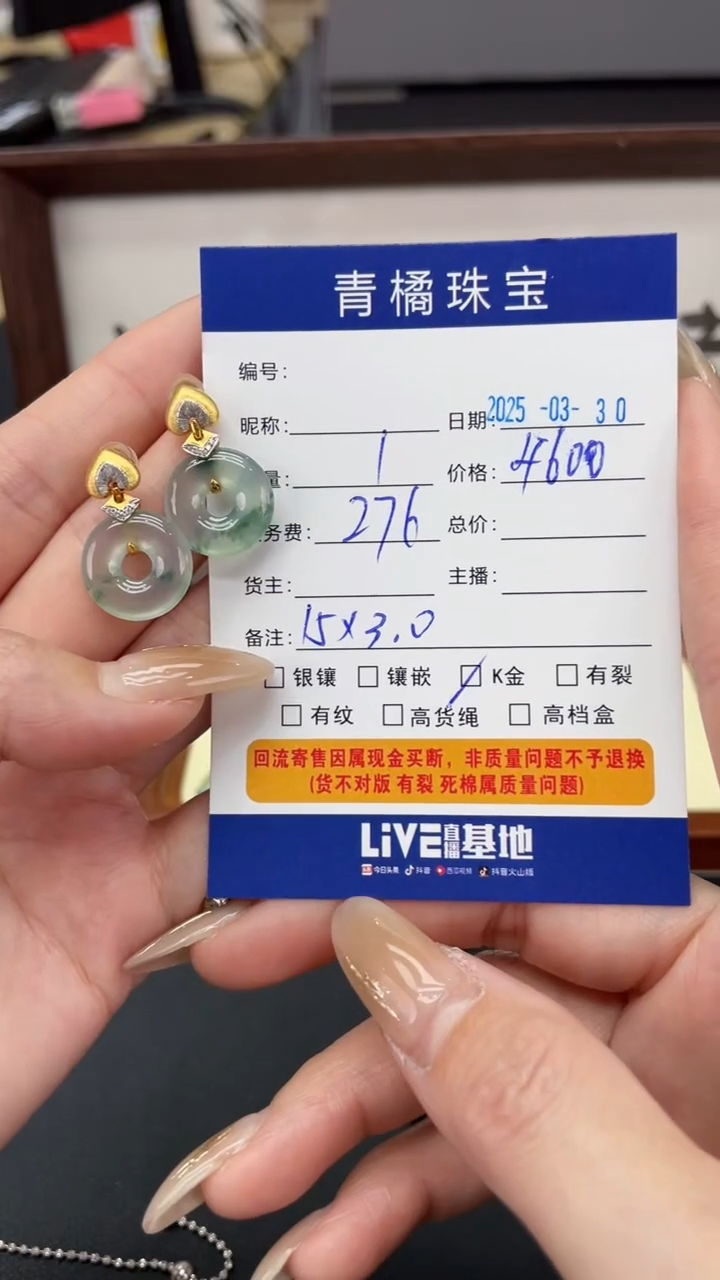 青橘珠宝
编号：
昵称： 日期：2025-03-30
量：1 价格：4600
务费：276 总价：
货主： 主播：
备注：15×3.0
□银镶 □镶嵌 □K金 □有裂
□有纹 □高货绳 □高档盒
回流寄售因属现金买断，非质量问题不予退换
(货不对版 有裂 死棉属质量问题)
LiVE直播基地
今日头条 抖音 西瓜视频 抖音火山版